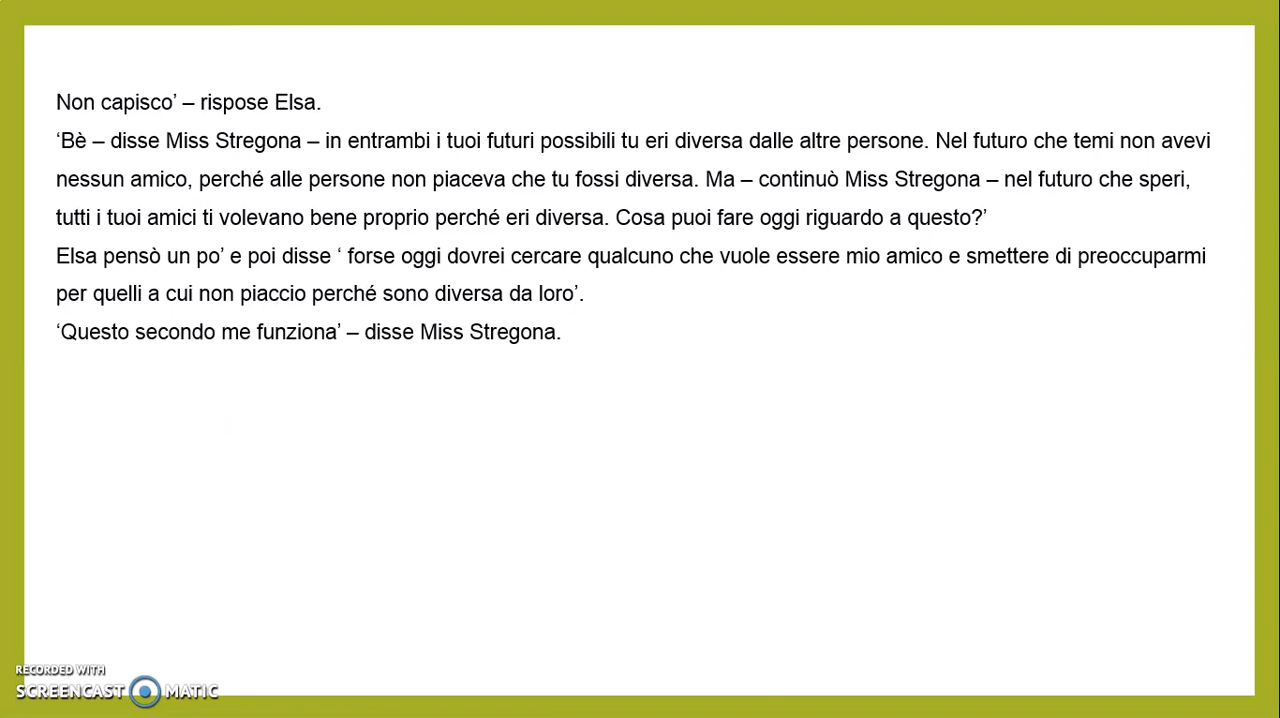 Non capisco’ – rispose Elsa.
‘Bè – disse Miss Stregona – in entrambi i tuoi futuri possibili tu eri diversa dalle altre persone. Nel futuro che temi non avevi
nessun amico, perché alle persone non piaceva che tu fossi diversa. Ma – continuò Miss Stregona – nel futuro che speri,
tutti i tuoi amici ti volevano bene proprio perché eri diversa. Cosa puoi fare oggi riguardo a questo?’
Elsa pensò un po’ e poi disse ‘ forse oggi dovrei cercare qualcuno che vuole essere mio amico e smettere di preoccuparmi
per quelli a cui non piaccio perché sono diversa da loro’.
‘Questo secondo me funziona’ – disse Miss Stregona.
RECORDED WITH
SCREENCAST MATIC